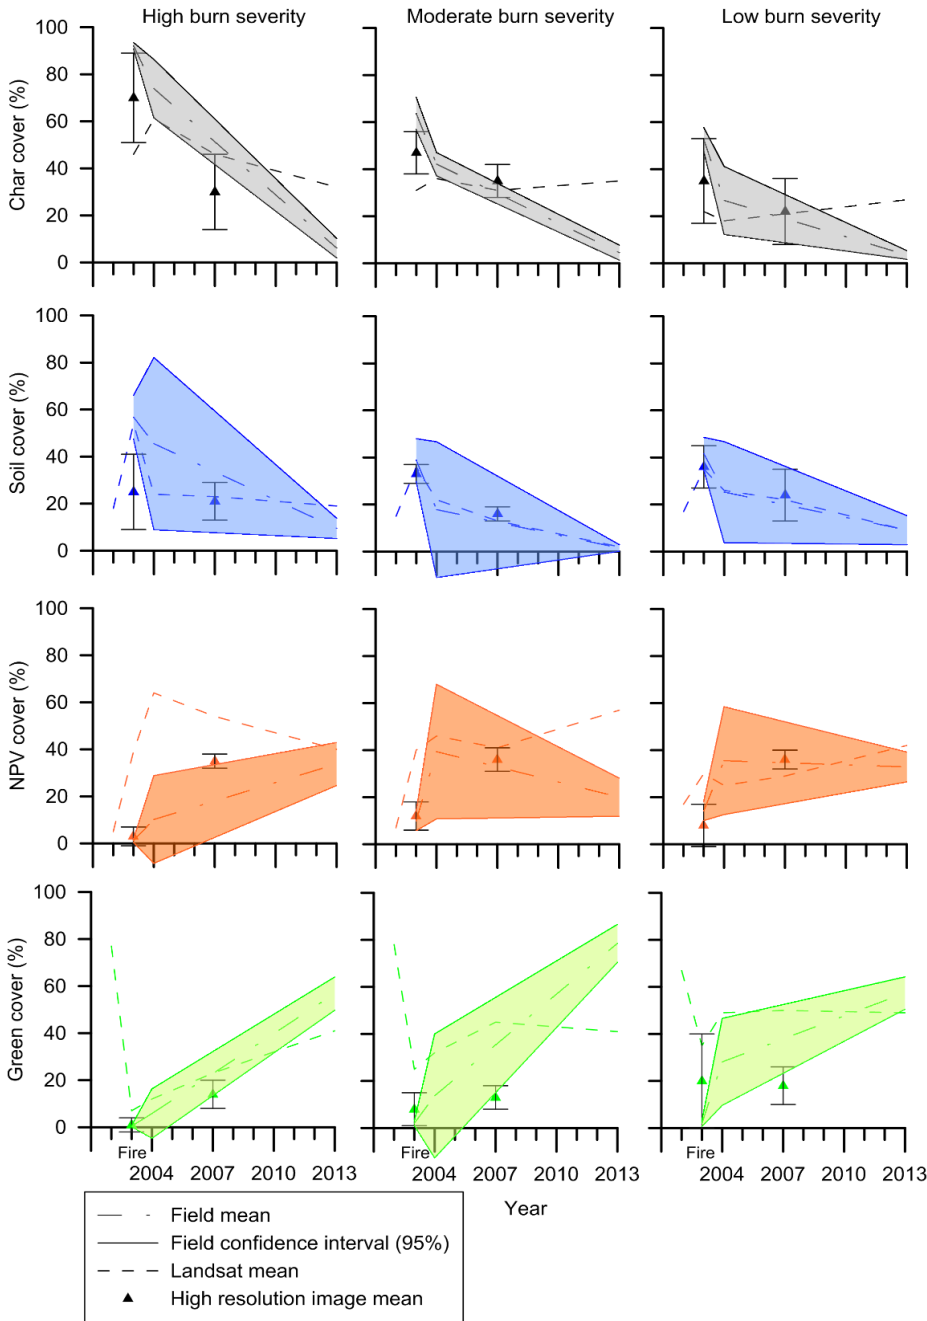 High burn severity Moderate burn severity Low burn severity
Char cover (%)
100
80
60
40
20
0
Soil cover (%)
100
80
60
40
20
0
NPV cover (%)
100
80
60
40
20
0
Green cover (%)
100
80
60
40
20
0
Fire Fire Fire
2004 2007 2010 2013 2004 2007 2010 2013 2004 2007 2010 2013
Year
Field mean
Field confidence interval (95%)
Landsat mean
High resolution image mean